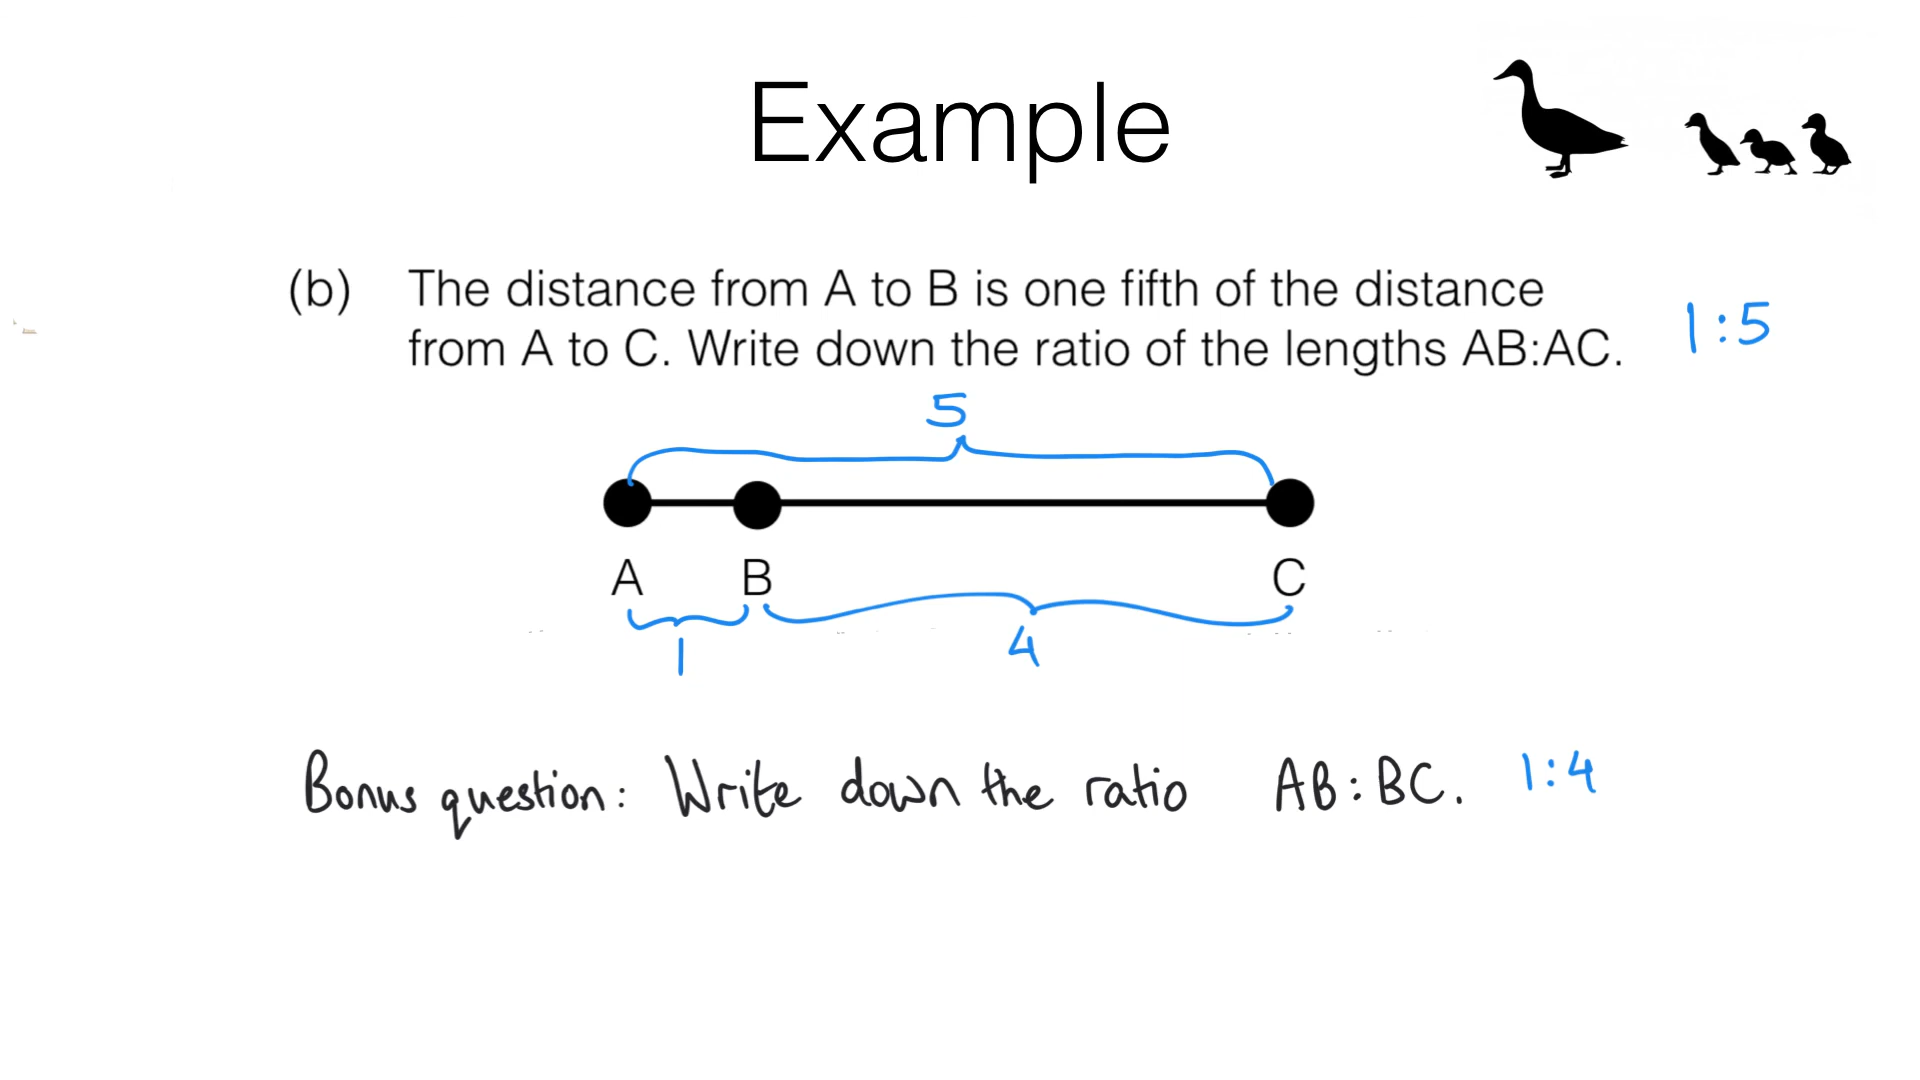 Example
(b) The distance from A to B is one fifth of the distance
from A to C. Write down the ratio of the lengths AB:AC.
1:5
5
A B C
1 4
Bonus question: Write down the ratio AB:BC. 1:4